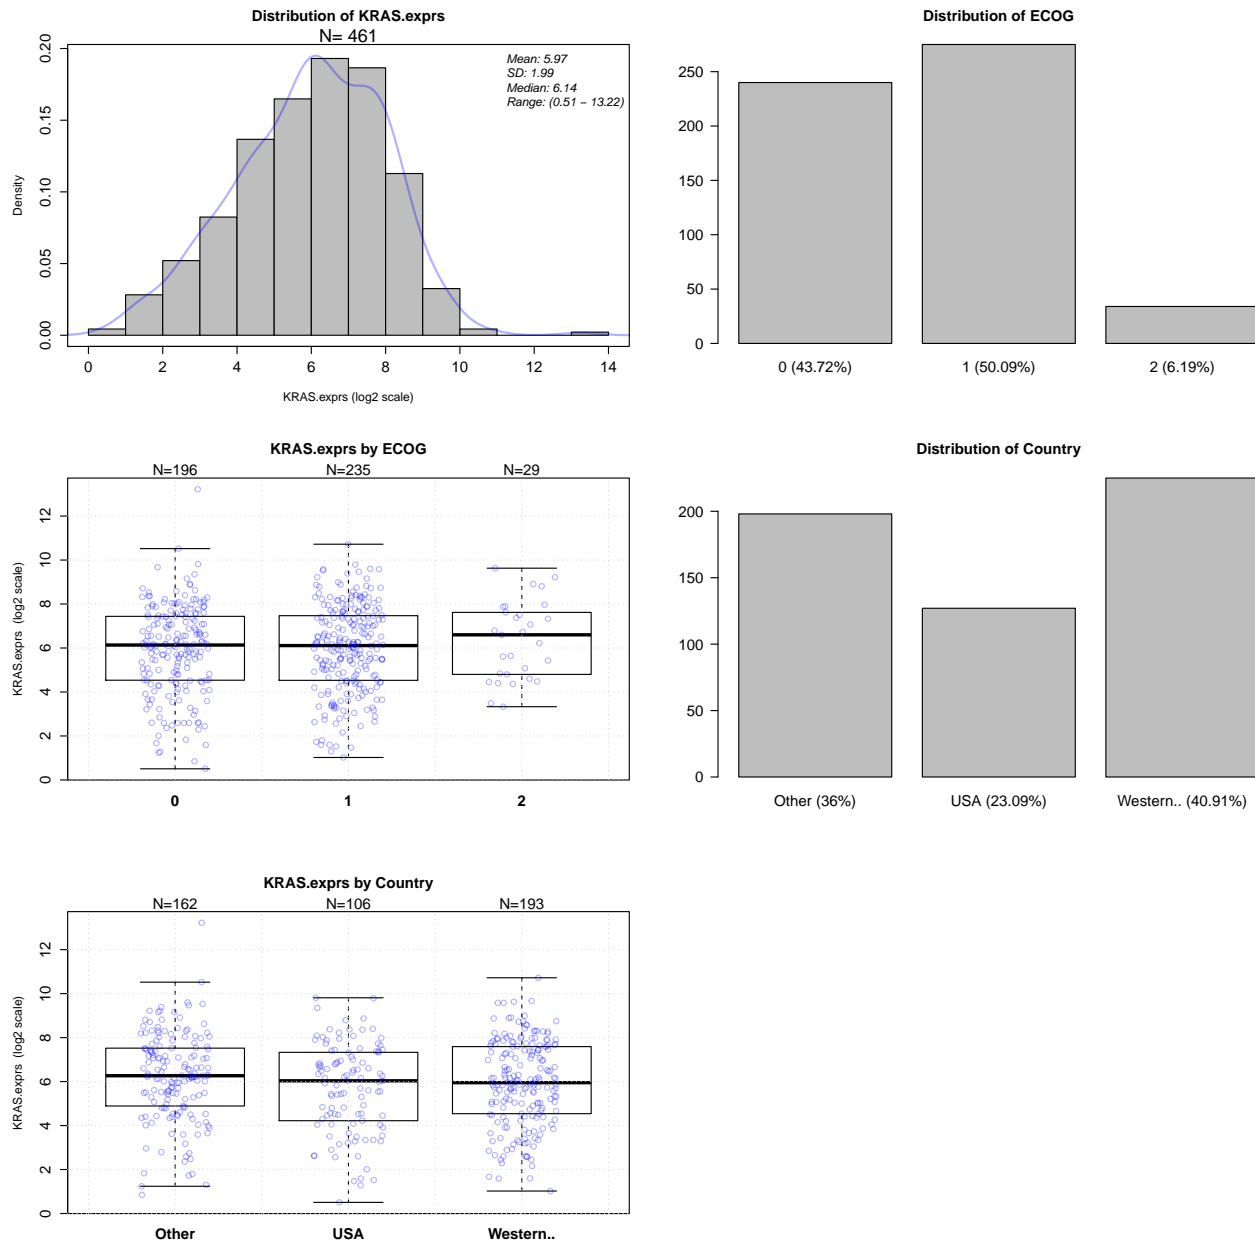 Distribution of KRAS.exprs
N= 461
Mean: 5.97
SD: 1.99
Median: 6.14
Range: (0.51 − 13.22)
Density
0.00
0.05
0.10
0.15
0.20
0 2 4 6 8 10 12 14
KRAS.exprs (log2 scale)
Distribution of ECOG
250
200
150
100
50
0
0 (43.72%) 1 (50.09%) 2 (6.19%)
KRAS.exprs by ECOG
N=196 N=235 N=29
KRAS.exprs (log2 scale)
0
2
4
6
8
10
12
0 1 2
Distribution of Country
200
150
100
50
0
Other (36%) USA (23.09%) Western.. (40.91%)
KRAS.exprs by Country
N=162 N=106 N=193
KRAS.exprs (log2 scale)
0
2
4
6
8
10
12
Other USA Western..